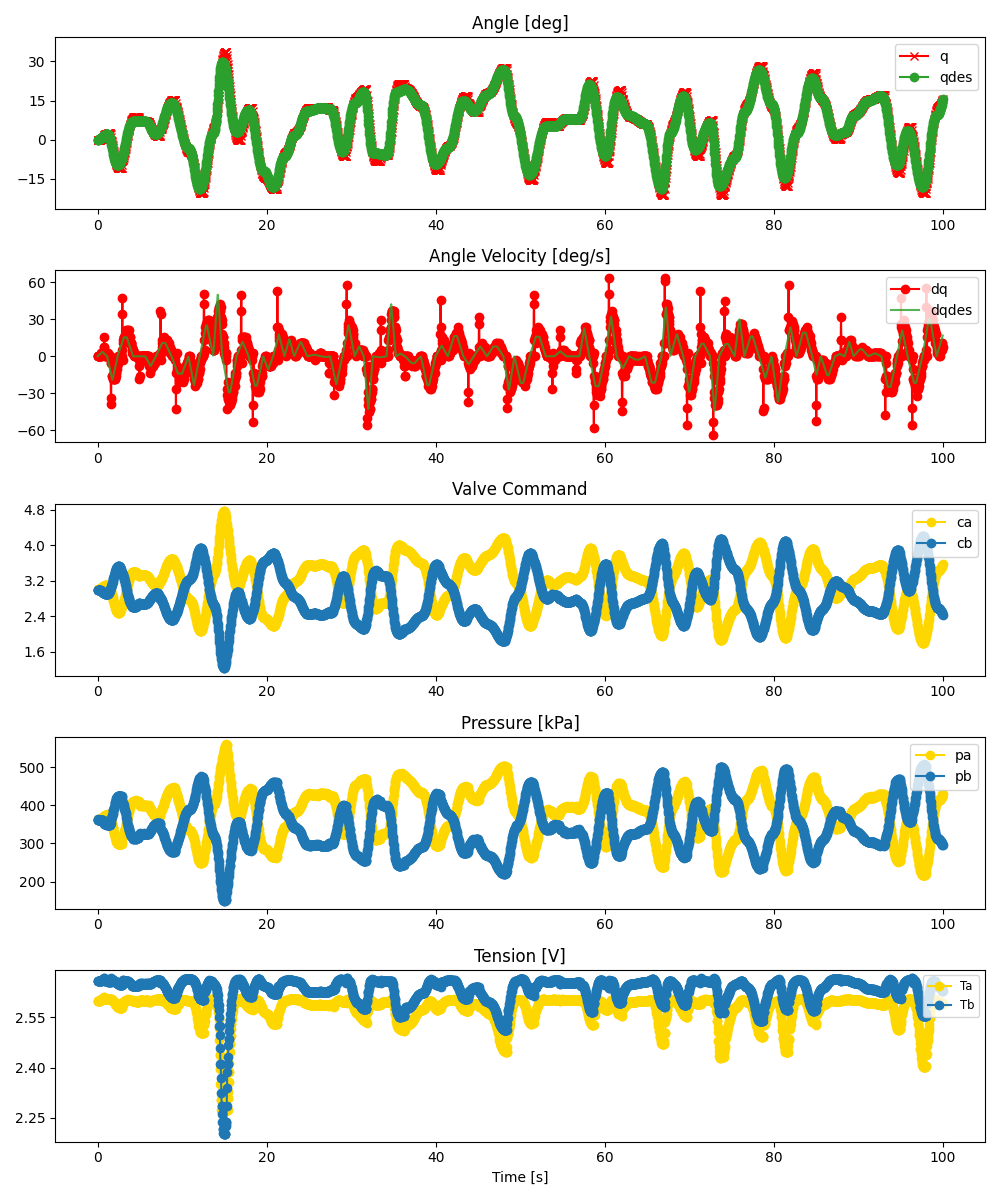 Angle [deg]
30
15
0
−15
q
qdes
0 20 40 60 80 100
Angle Velocity [deg/s]
60
30
0
−30
−60
dq
dqdes
0 20 40 60 80 100
Valve Command
4.8
4.0
3.2
2.4
1.6
ca
cb
0 20 40 60 80 100
Pressure [kPa]
500
400
300
200
pa
pb
0 20 40 60 80 100
Tension [V]
2.55
2.40
2.25
Ta
Tb
0 20 40 60 80 100
Time [s]